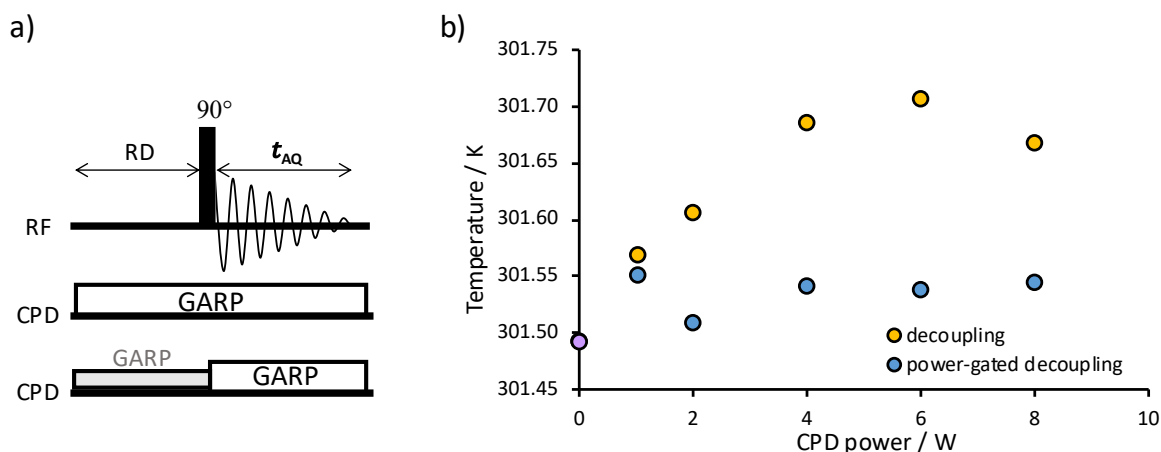 a)
90°
RD
tAQ
RF
GARP
CPD
GARP
GARP
CPD
b)
301.75
301.70
301.65
301.60
301.55
301.50
301.45
Temperature / K
decoupling
power-gated decoupling
0 2 4 6 8 10
CPD power / W